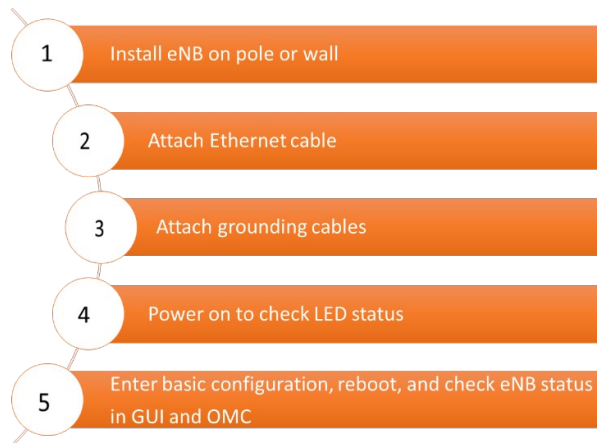 1
Install eNB on pole or wall
2
Attach Ethernet cable
3
Attach grounding cables
4
Power on to check LED status
5
Enter basic configuration, reboot, and check eNB status
in GUI and OMC